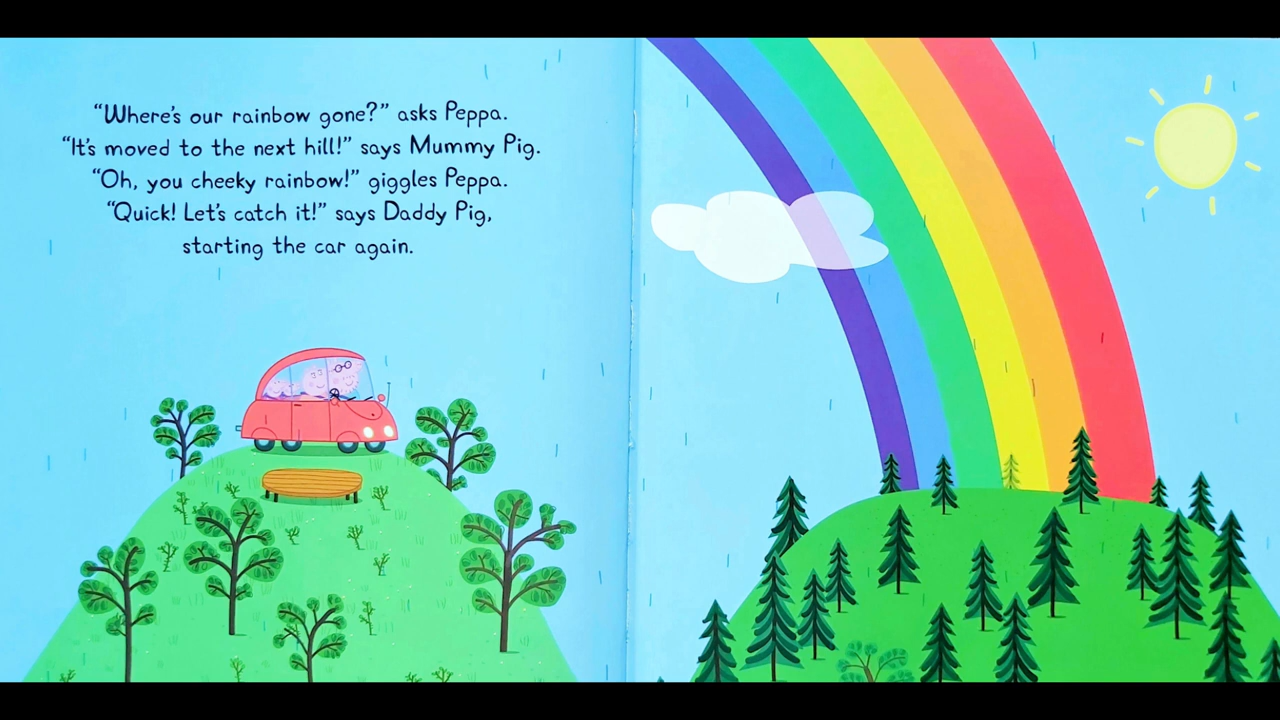 “Where’s our rainbow gone?” asks Peppa.
“It’s moved to the next hill!” says Mummy Pig.
“Oh, you cheeky rainbow!” giggles Peppa.
“Quick! Let’s catch it!” says Daddy Pig,
starting the car again.